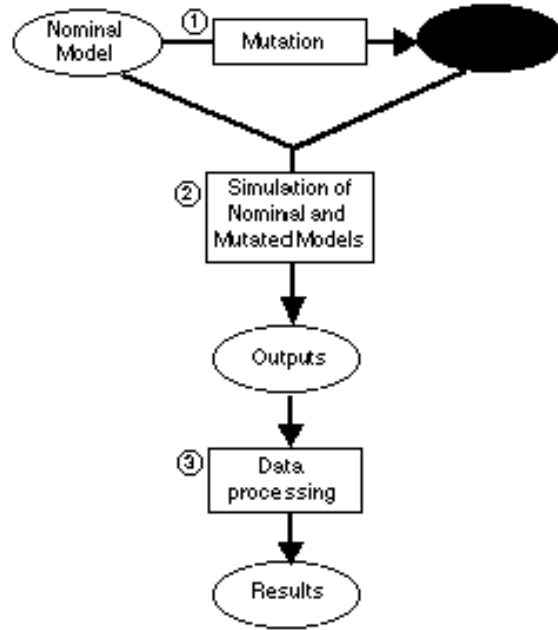 Nominal
Model
1
Mutation
2
Simulation of
Nominal and
Mutated Models
Outputs
3
Data
processing
Results